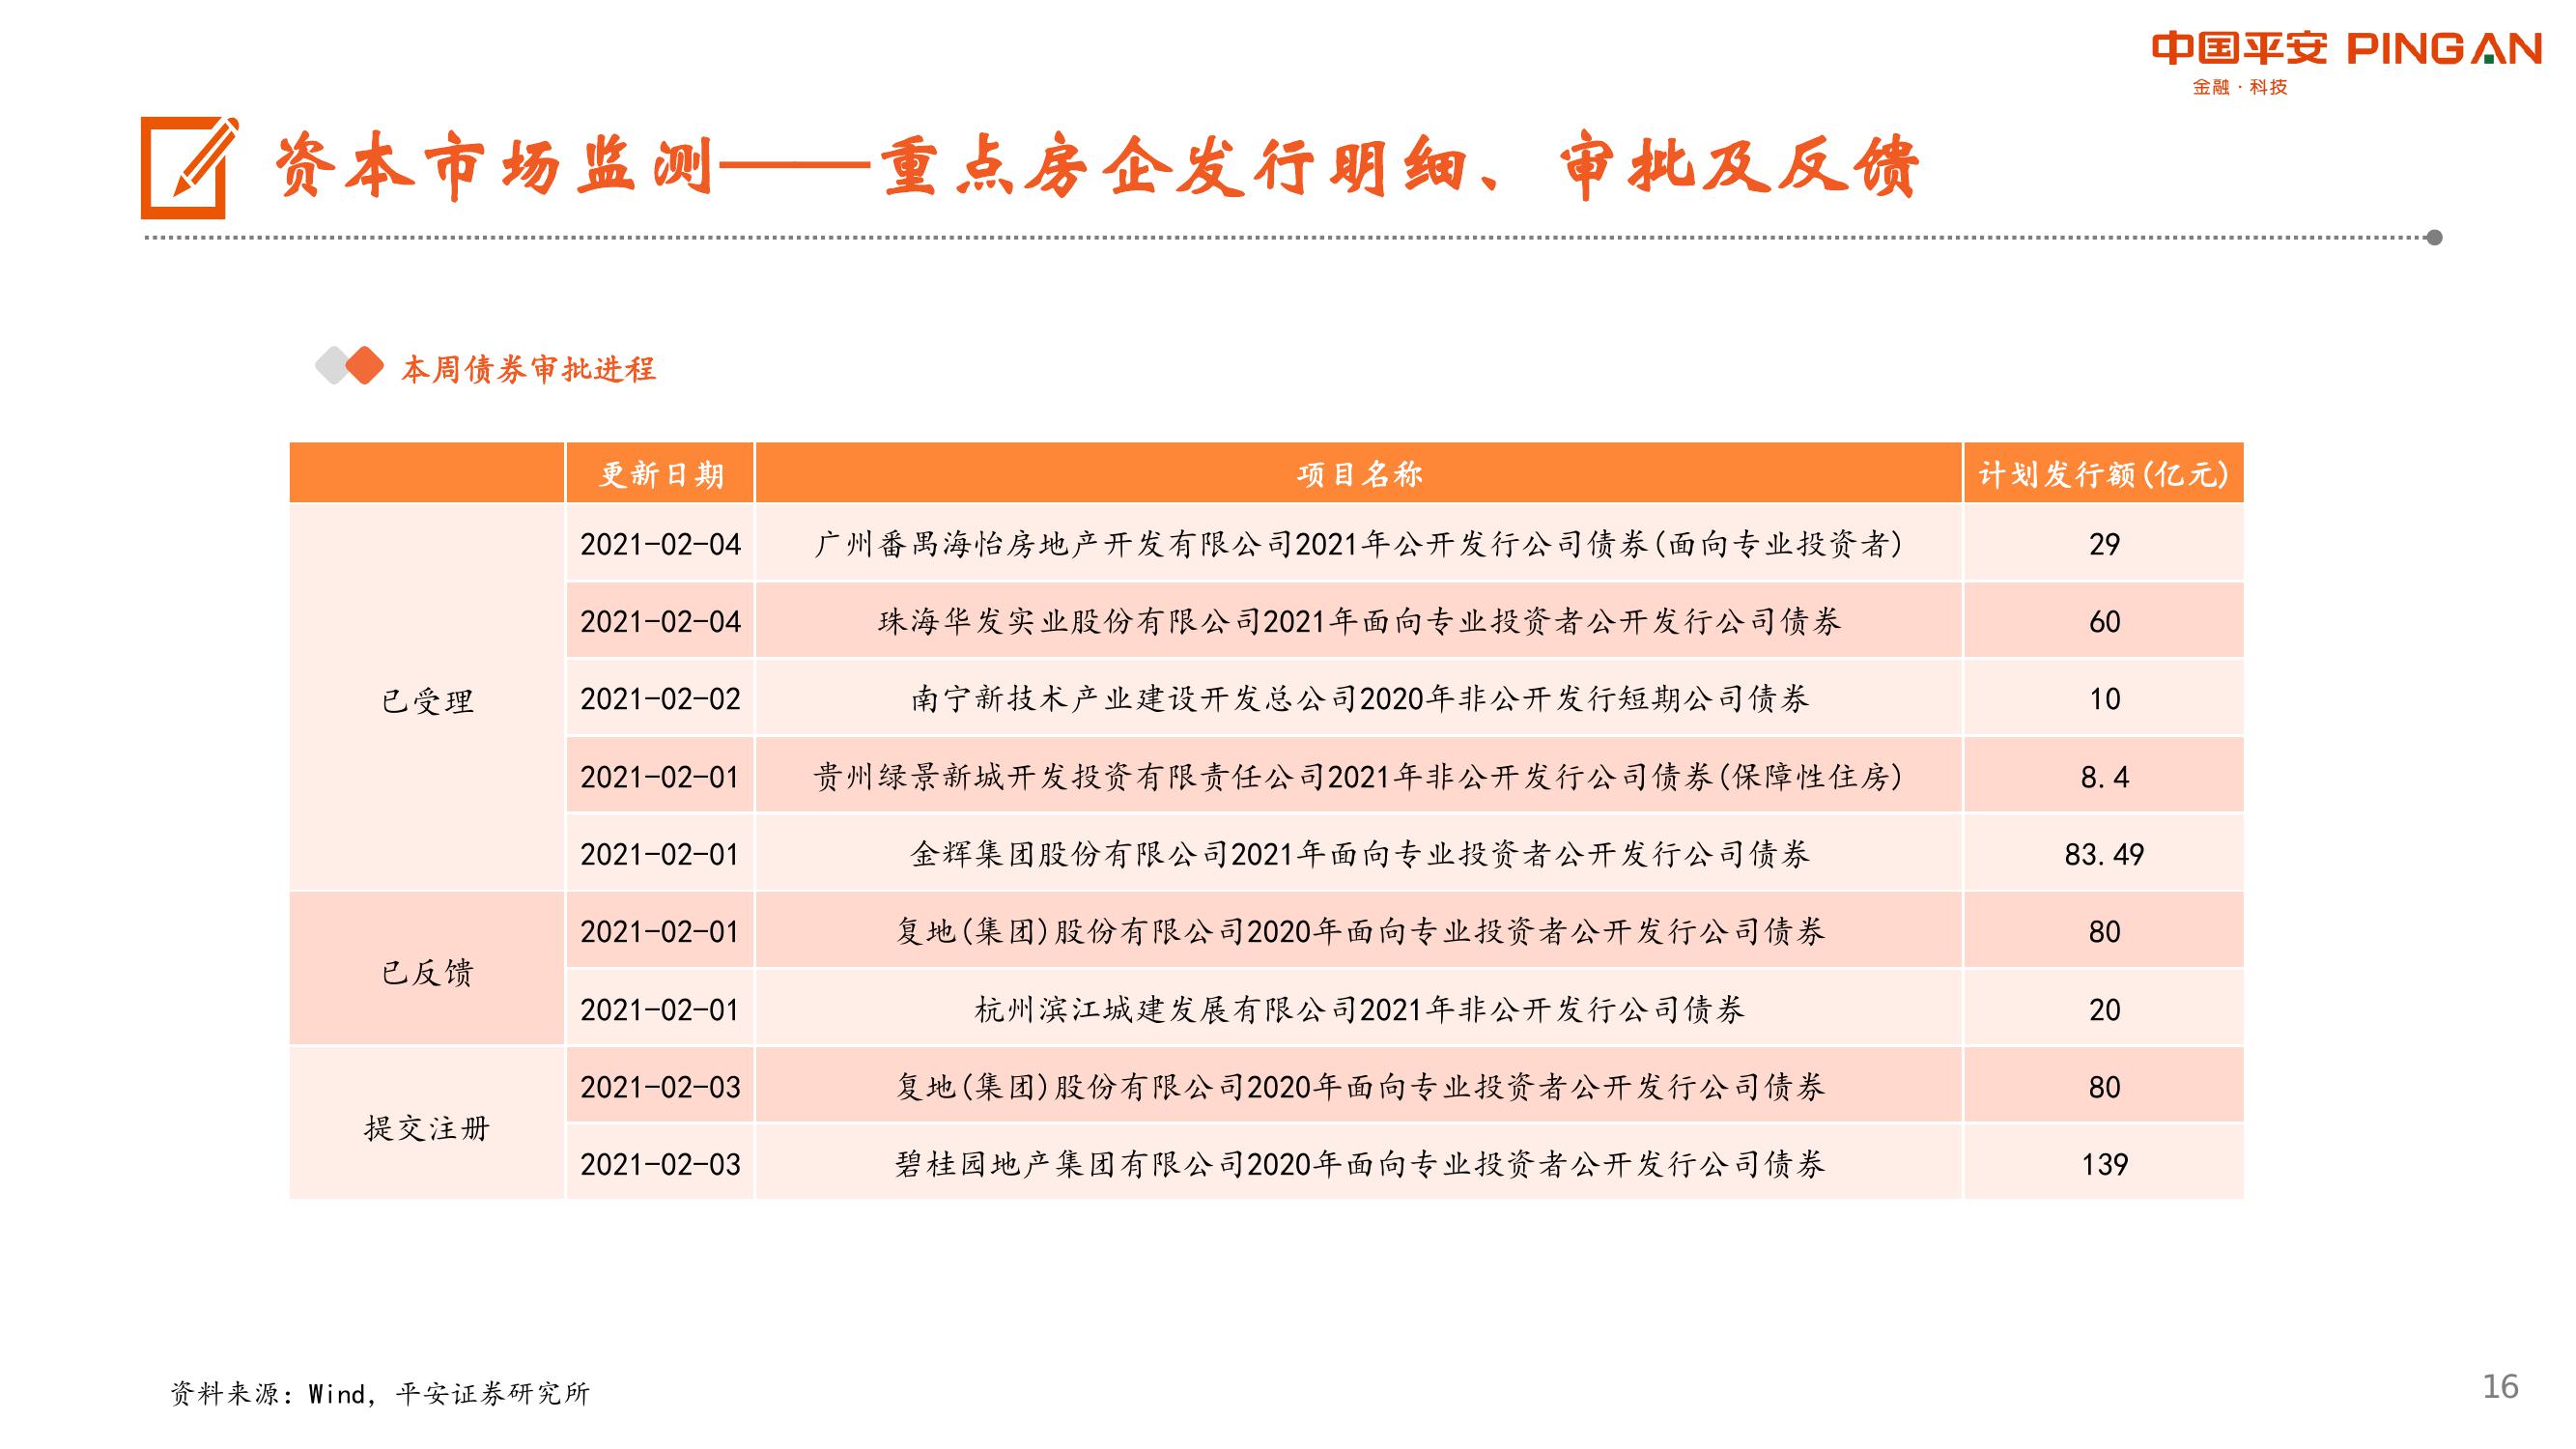 中国平安 PINGAN
金融·科技
资本市场监测——重点房企发行明细、审批及反馈
本周债券审批进程
更新日期 项目名称 计划发行额(亿元)
已受理
2021-02-04 广州番禺海怡房地产开发有限公司2021年公开发行公司债券(面向专业投资者) 29
2021-02-04 珠海华发实业股份有限公司2021年面向专业投资者公开发行公司债券 60
2021-02-02 南宁新技术产业建设开发总公司2020年非公开发行短期公司债券 10
2021-02-01 贵州绿景新城开发投资有限责任公司2021年非公开发行公司债券(保障性住房) 8.4
2021-02-01 金辉集团股份有限公司2021年面向专业投资者公开发行公司债券 83.49
已反馈
2021-02-01 复地(集团)股份有限公司2020年面向专业投资者公开发行公司债券 80
2021-02-01 杭州滨江城建发展有限公司2021年非公开发行公司债券 20
提交注册
2021-02-03 复地(集团)股份有限公司2020年面向专业投资者公开发行公司债券 80
2021-02-03 碧桂园地产集团有限公司2020年面向专业投资者公开发行公司债券 139
资料来源：Wind，平安证券研究所
16